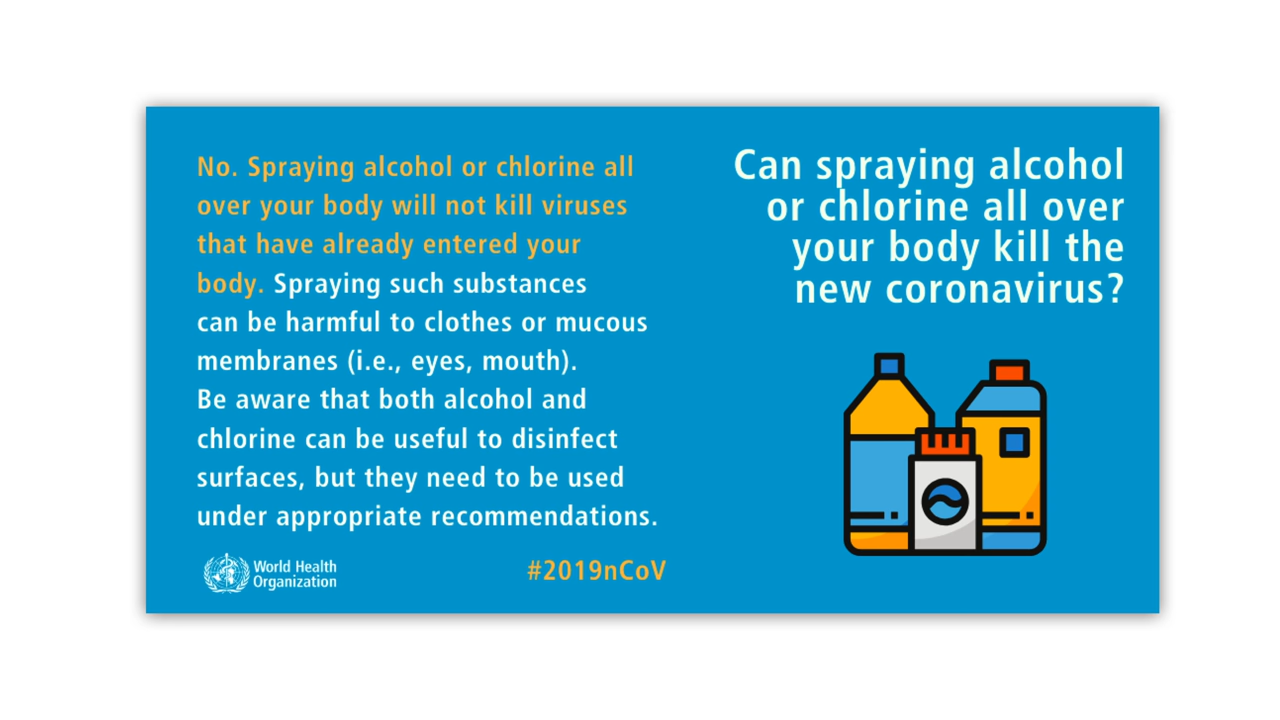 No. Spraying alcohol or chlorine all
over your body will not kill viruses
that have already entered your
body. Spraying such substances
can be harmful to clothes or mucous
membranes (i.e., eyes, mouth).
Be aware that both alcohol and
chlorine can be useful to disinfect
surfaces, but they need to be used
under appropriate recommendations.
World Health
Organization
#2019nCoV
Can spraying alcohol
or chlorine all over
your body kill the
new coronavirus?